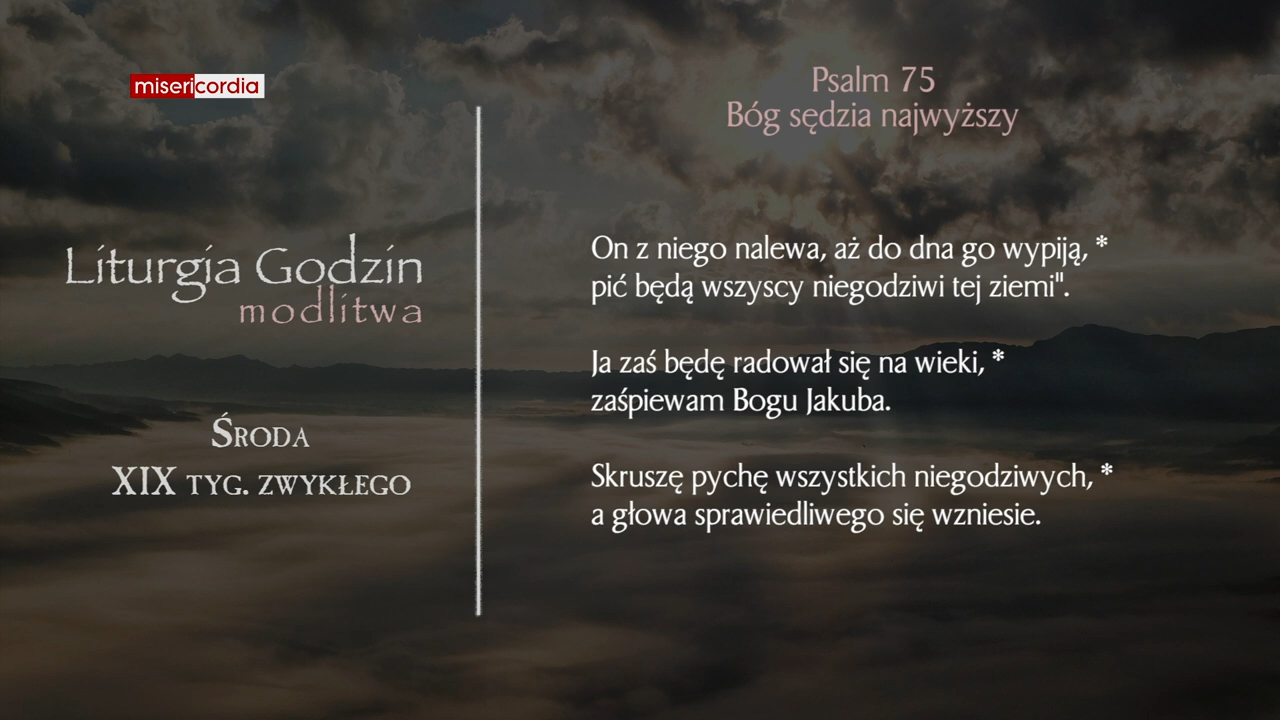 misericordia
Liturgia Godzin
modlitwa
Środa
XIX tyg. zwykłego
Psalm 75
Bóg sędzia najwyższy
On z niego nalewa, aż do dna go wypiją, *
pić będą wszyscy niegodziwi tej ziemi".
Ja zaś będę radował się na wieki, *
zaśpiewam Bogu Jakuba.
Skruszę pychę wszystkich niegodziwych, *
a głowa sprawiedliwego się wzniesie.